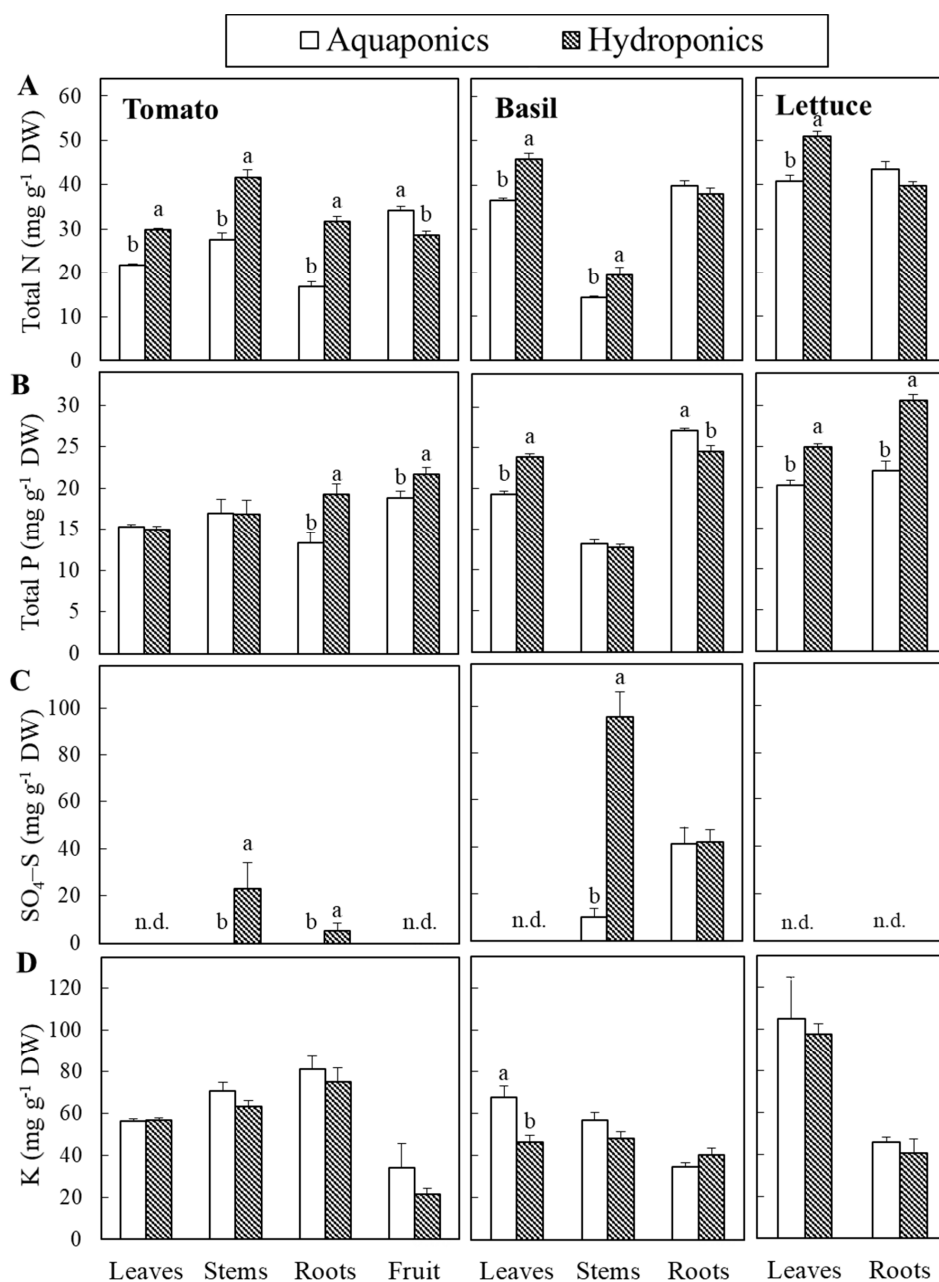 Aquaponics Hydroponics
A
Tomato Basil Lettuce
Total N (mg g-1 DW)
60
50
40
30
20
10
0
b a b a b a a b
b a b a
b a
B
Total P (mg g-1 DW)
30
25
20
15
10
5
0
b a b a
b a a b
b a b a
C
SO4–S (mg g-1 DW)
100
80
60
40
20
0
n.d. b a b a n.d.
n.d. b a
n.d. n.d.
D
K (mg g-1 DW)
120
100
80
60
40
20
0
a b
Leaves Stems Roots Fruit Leaves Stems Roots Leaves Roots